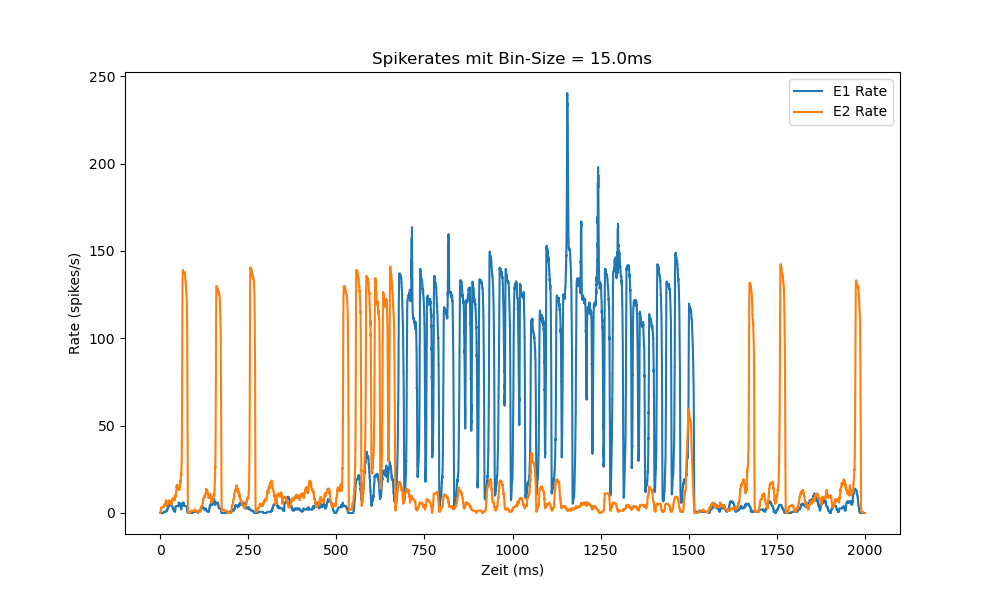 Spikerates mit Bin-Size = 15.0ms
E1 Rate
E2 Rate
Rate (spikes/s)
250
200
150
100
50
0
0 250 500 750 1000 1250 1500 1750 2000
Zeit (ms)